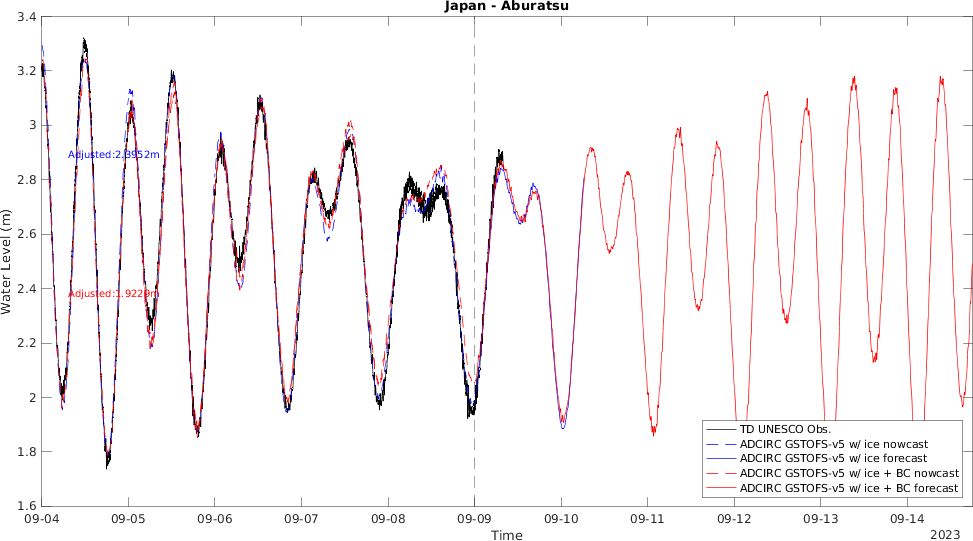 Japan - Aburatsu
3.4
3.2
3
2.8
2.6
2.4
2.2
2
1.8
1.6
Water Level (m)
Adjusted:2.3952m
Adjusted:1.9229m
TD UNESCO Obs.
ADCIRC GSTOFS-v5 w/ ice nowcast
ADCIRC GSTOFS-v5 w/ ice forecast
ADCIRC GSTOFS-v5 w/ ice + BC nowcast
ADCIRC GSTOFS-v5 w/ ice + BC forecast
09-04 09-05 09-06 09-07 09-08 09-09 09-10 09-11 09-12 09-13 09-14
Time
2023